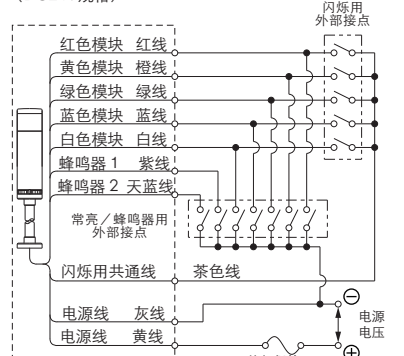 闪烁用
外部接点
红色模块 红线
黄色模块 橙线
绿色模块 绿线
蓝色模块 蓝线
白色模块 白线
蜂鸣器 1 紫线
蜂鸣器 2 天蓝线
常亮／蜂鸣器用
外部接点
闪烁用共通线 茶色线
电源线 灰线
电源线 黄线
电源
电压